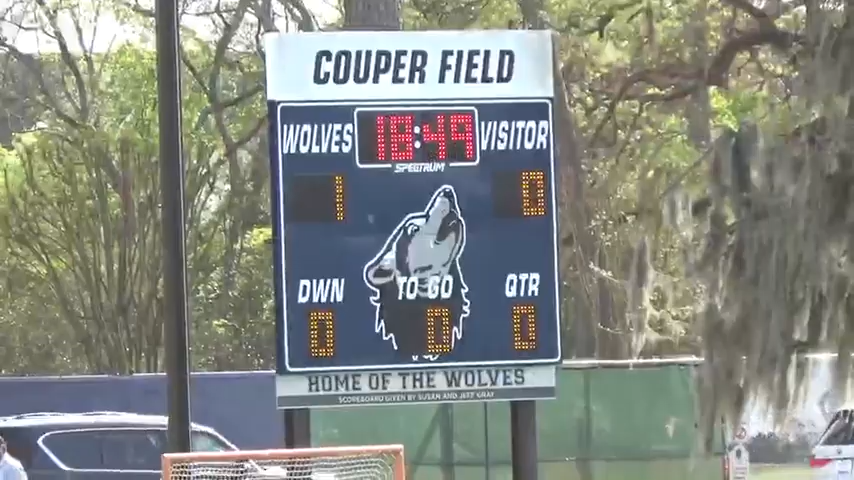 COUPER FIELD
WOLVES 18:49 VISITOR
SPECTRUM
1 0
DWN TO GO QTR
0 0 0
HOME OF THE WOLVES
SCOREBOARD GIVEN BY SUSAN AND JEFF GRAY